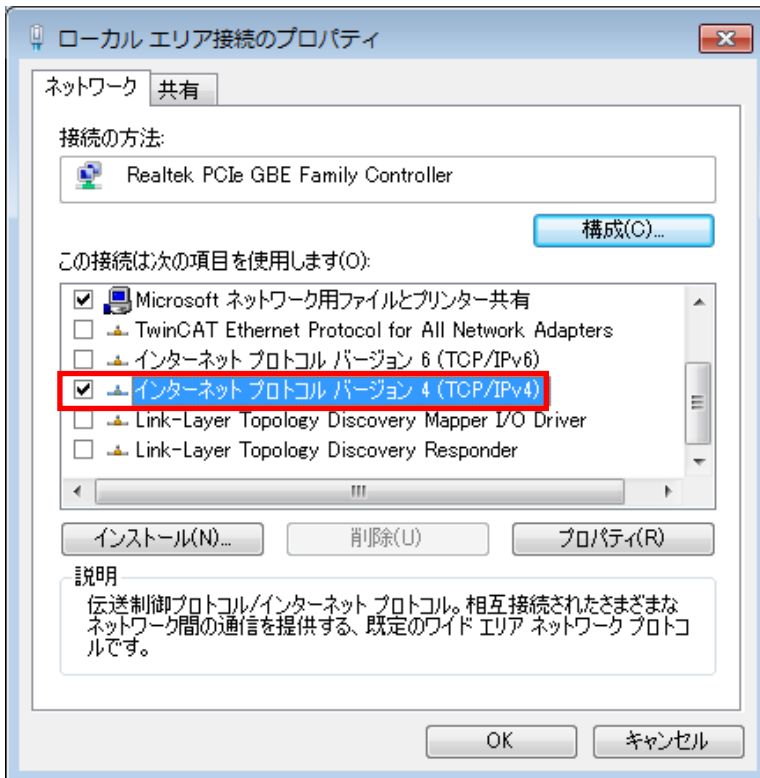 ローカル エリア接続のプロパティ
ネットワーク 共有
接続の方法:
Realtek PCIe GBE Family Controller
構成(C)...
この接続は次の項目を使用します(O):
Microsoft ネットワーク用ファイルとプリンター共有
TwinCAT Ethernet Protocol for All Network Adapters
インターネット プロトコル バージョン 6 (TCP/IPv6)
インターネット プロトコル バージョン 4 (TCP/IPv4)
Link-Layer Topology Discovery Mapper I/O Driver
Link-Layer Topology Discovery Responder
インストール(N)... 削除(U) プロパティ(R)
説明
伝送制御プロトコル/インターネット プロトコル。相互接続されたさまざまな
ネットワーク間の通信を提供する、既定のワイド エリア ネットワーク プロトコ
ルです。
OK キャンセル